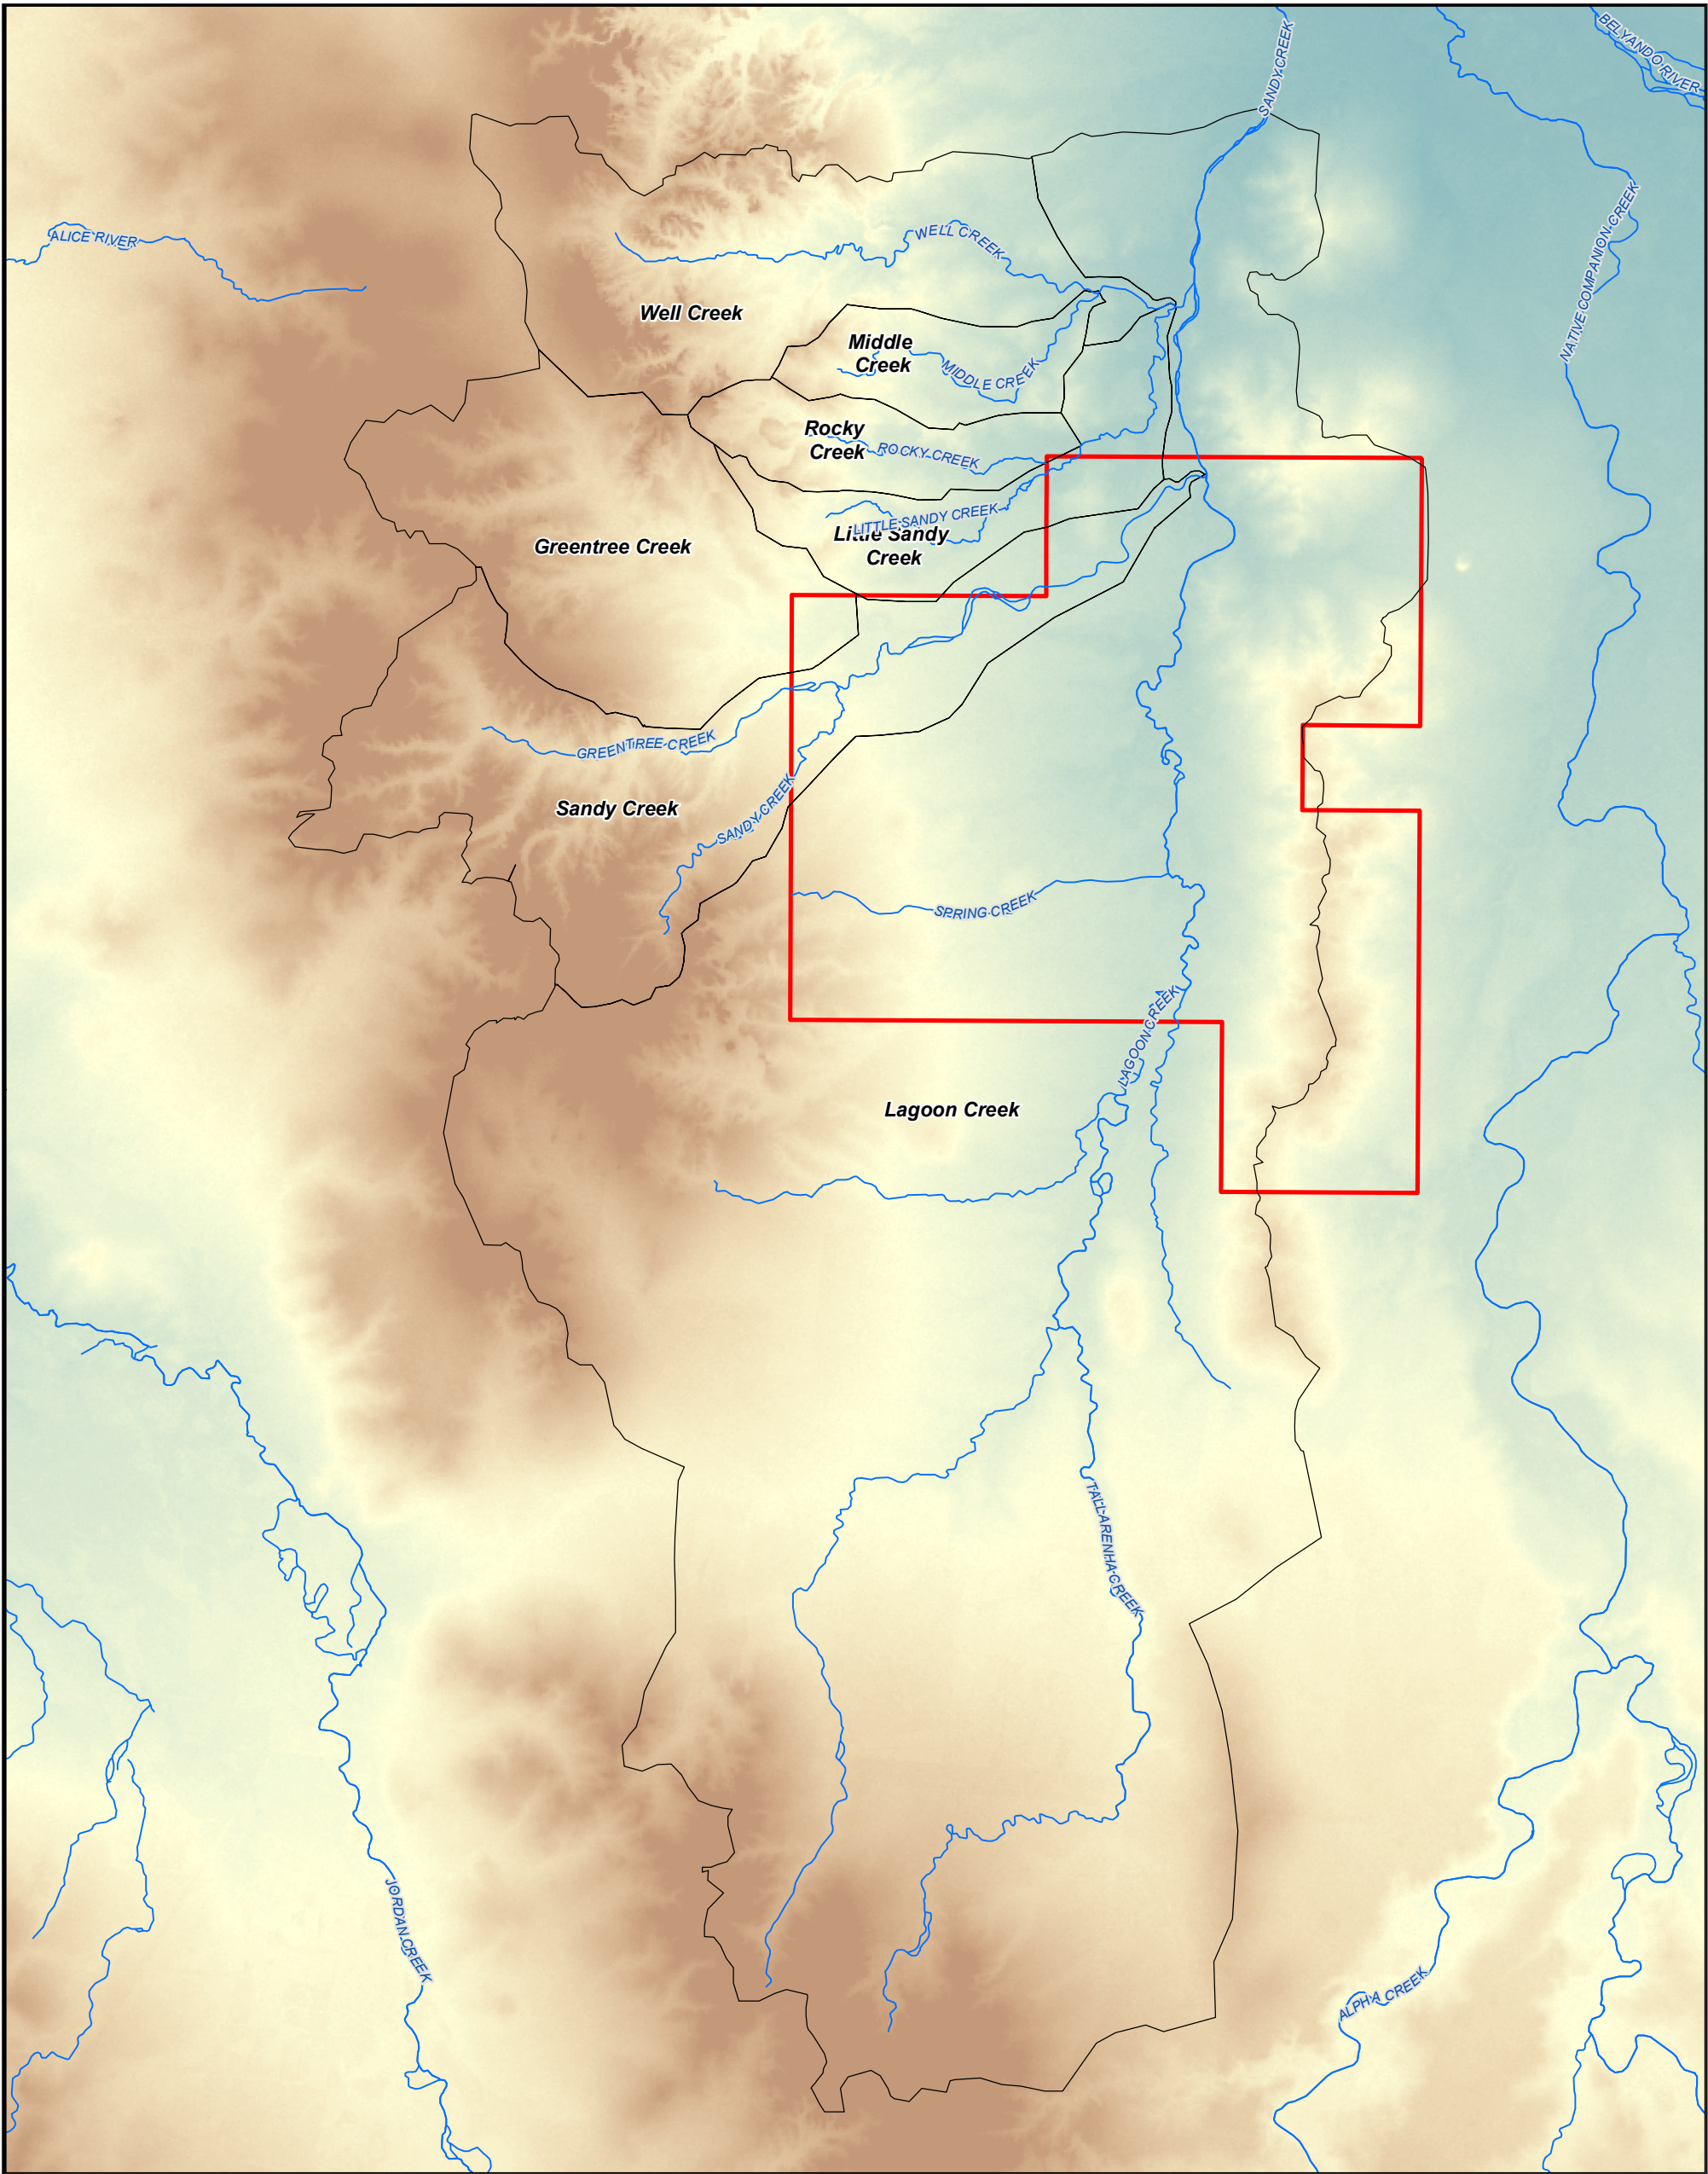 SANDY CREEK
BELYANDO RIVER
ALICE RIVER
WELL CREEK
NATIVE COMPANION CREEK
Well Creek
Middle
Creek
MIDDLE CREEK
Rocky
Creek
ROCKY CREEK
LITTLE SANDY CREEK
Little Sandy
Creek
Greentree Creek
GREENTREE CREEK
SANDY CREEK
Sandy Creek
SPRING CREEK
LAGOON CREEK
Lagoon Creek
TALLARENHA CREEK
JORDAN CREEK
ALPHA CREEK